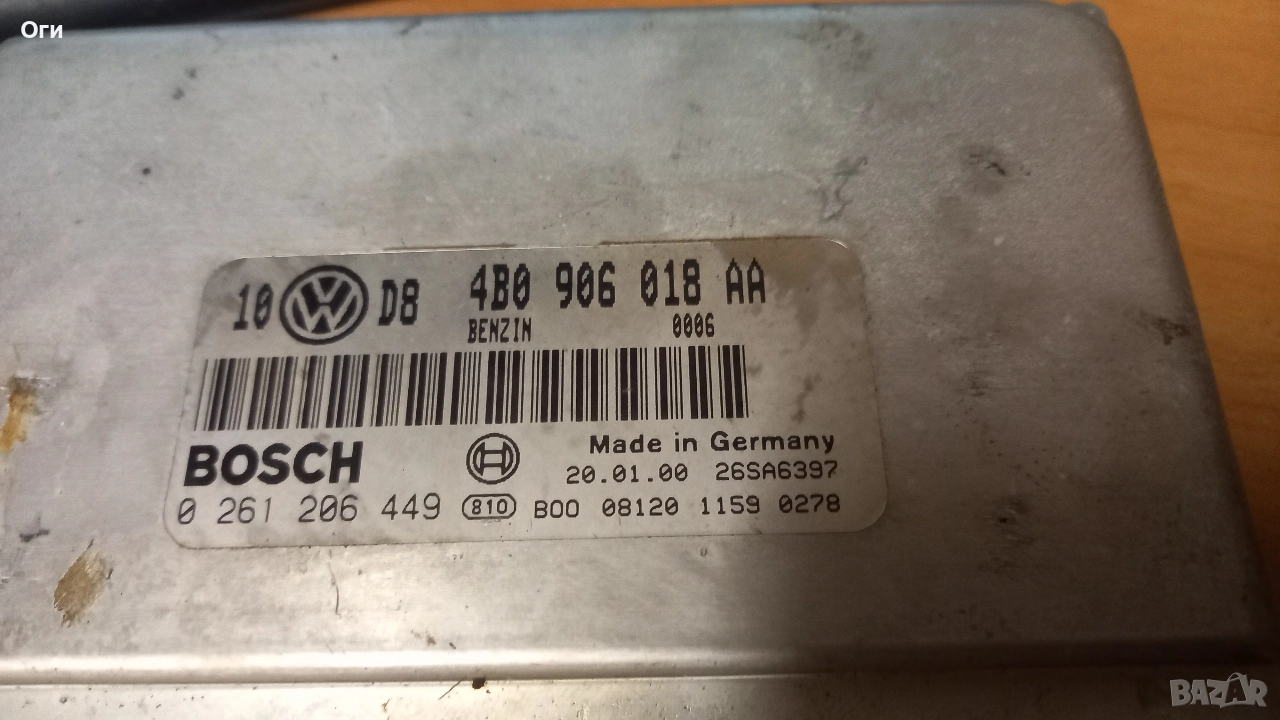 Оги
10 VW D8 4B0 906 018 AA
BENZIN 0006
BOSCH Made in Germany
20.01.00 26SA6397
0 261 206 449 810 B00 08120 1159 0278
BAZAR